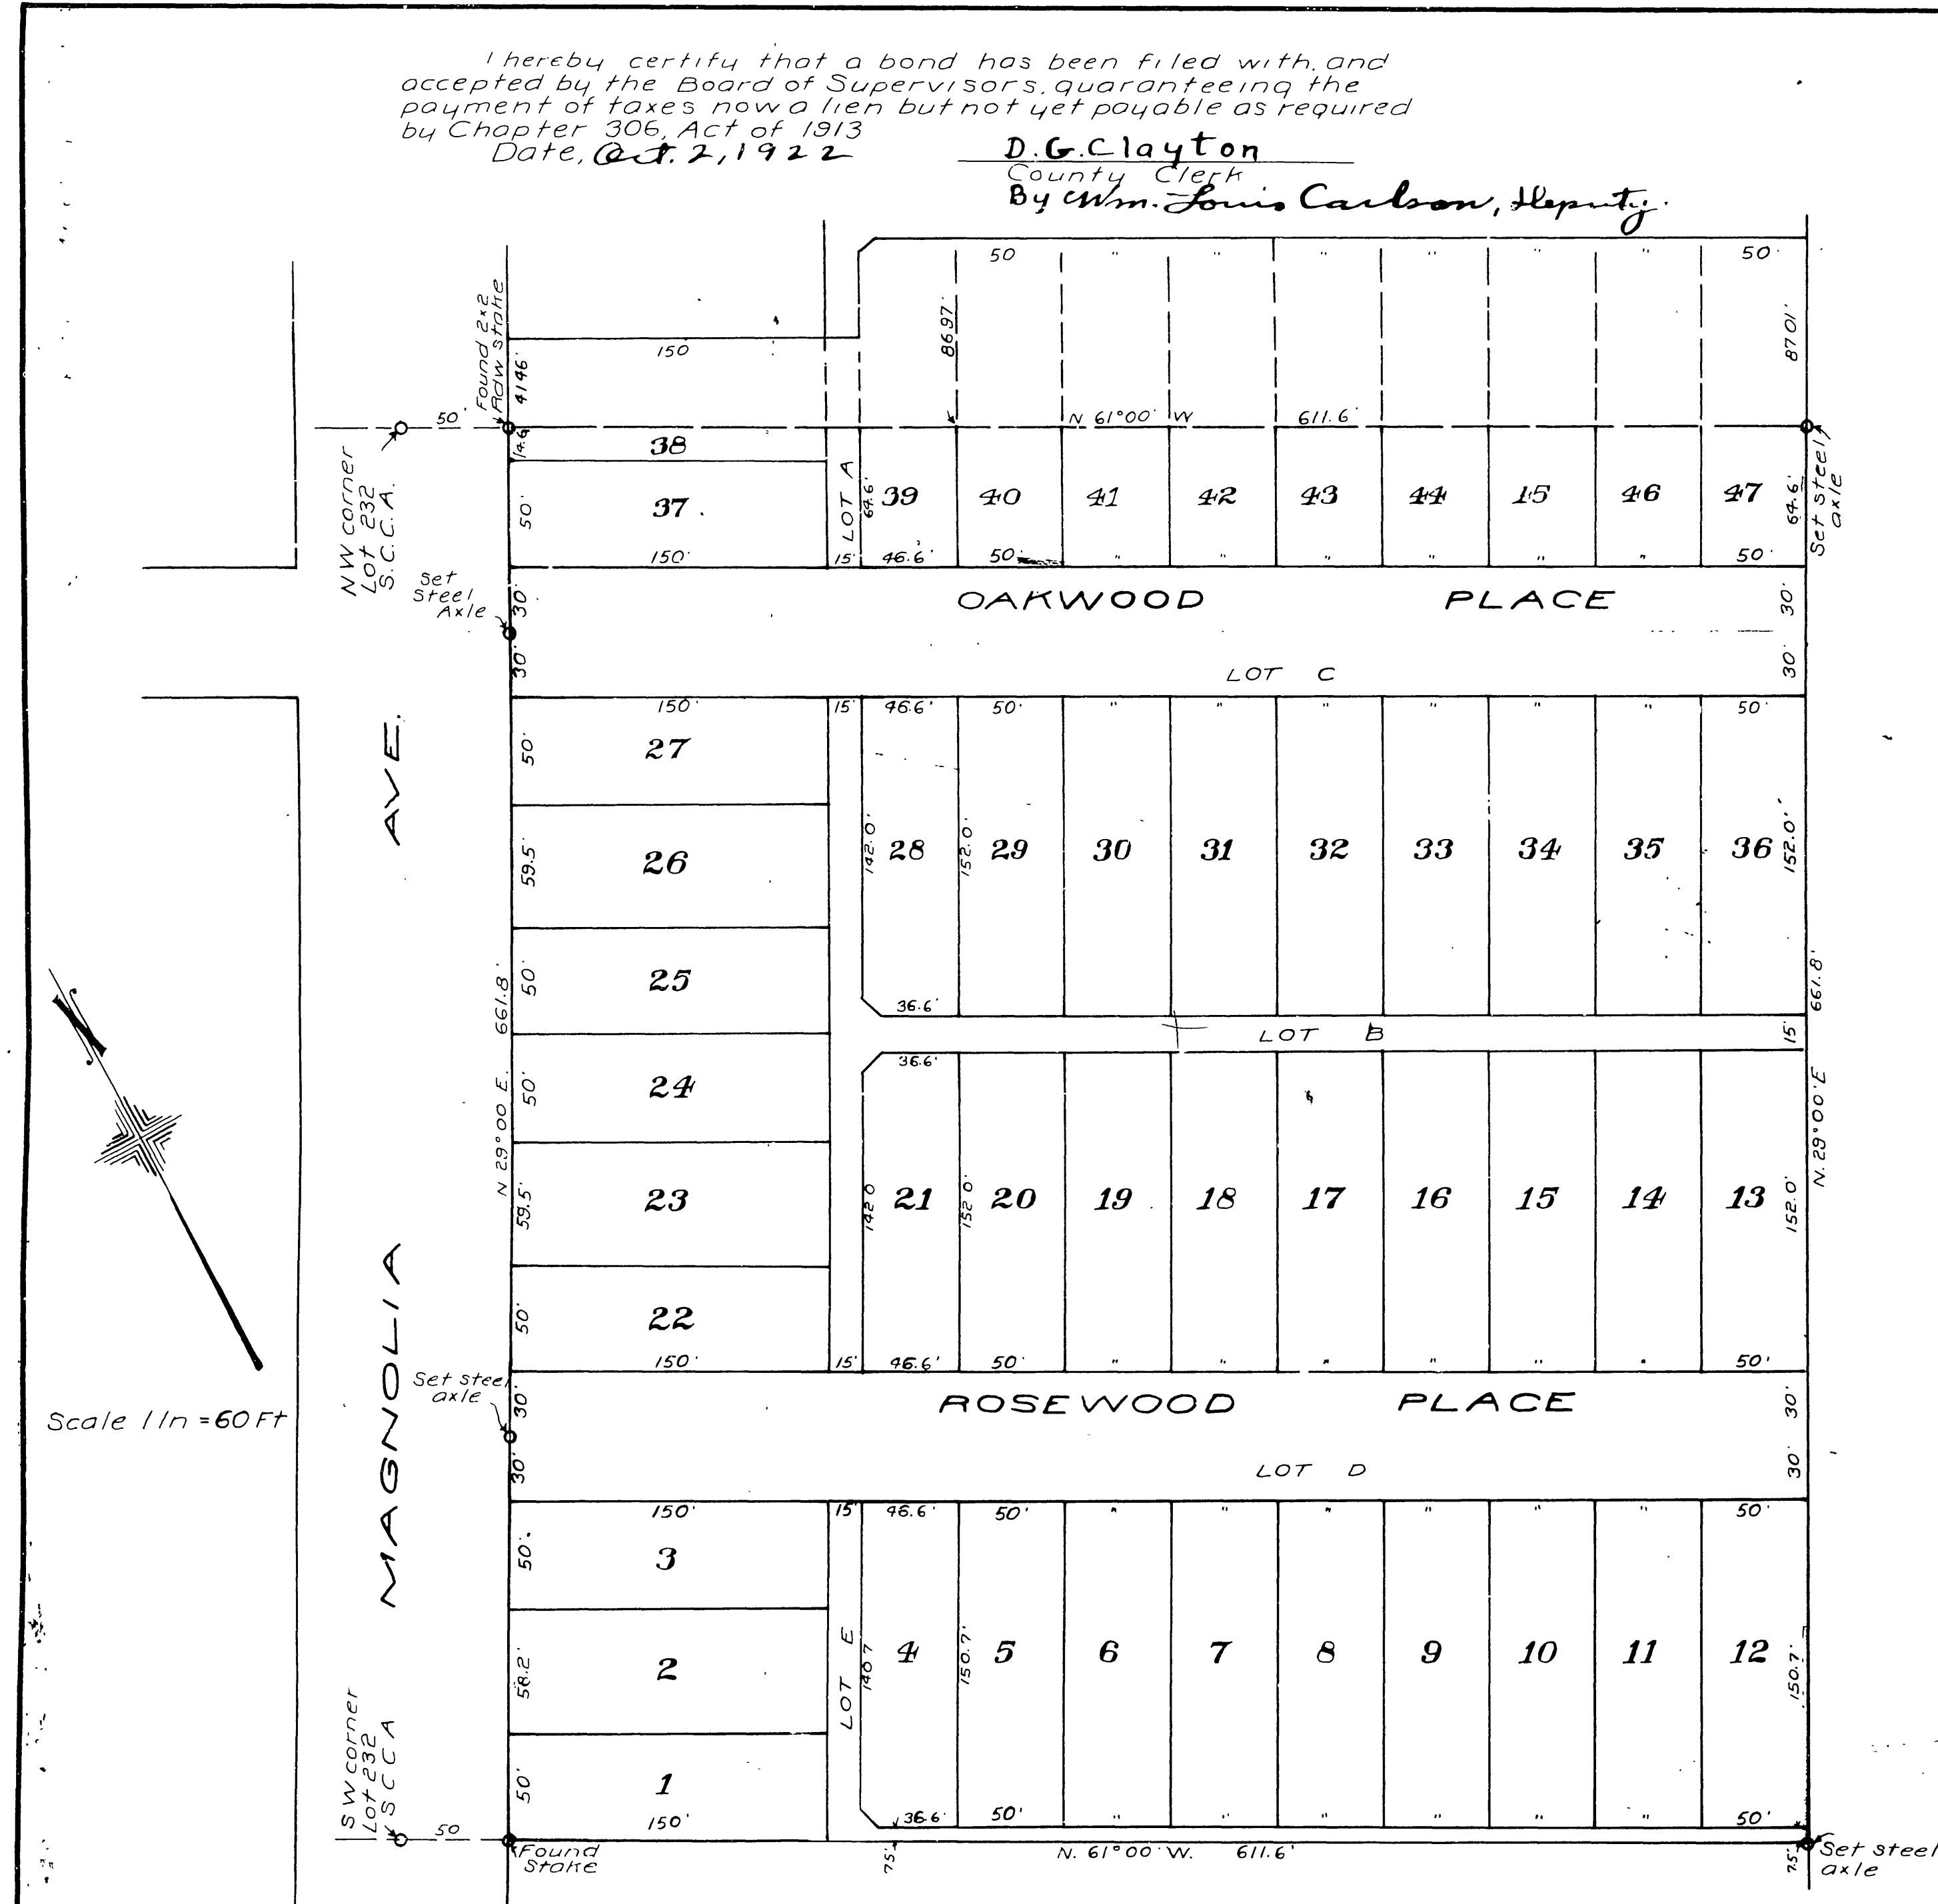 I hereby certify that a bond has been filed with, and
accepted by the Board of Supervisors, guaranteeing the
payment of taxes now a lien but not yet payable as required
by Chapter 306, Act of 1913
Date, Oct. 2, 1922
D. G. Clayton
County Clerk
By Wm. Louis Carlson, Deputy.
50 " " " " " " 50'
Found 2x2
Rdw stake
150
4146'
86.97'
87.01'
50'
N 61°00' W 611.6'
14.6
38
NW corner
Lot 232
S.C.C.A.
50'
37
LOT A
64.6'
39 40 41 42 43 44 15 46 47
64.6'
Set steel
axle
150' 15' 46.6' 50' " " " " " " 50'
Set
Steel
Axle
30'
OAKWOOD PLACE
30'
30'
LOT C
30'
150' 15' 46.6' 50' " " " " " " 50'
50'
27
MAGNOLIA AVE.
59.5'
26
142.0'
28
152.0'
29 30 31 32 33 34 35 36
152.0'
50'
25
36.6'
N 29°00 E. 661.8'
LOT B
15'
N. 29°00' E 661.8'
36.6'
50'
24
59.5'
23
142 0
21
152 0'
20 19 18 17 16 15 14 13
152.0'
50'
22
150' 15' 46.6' 50' " " " " " " 50'
Set steel
axle
30'
ROSEWOOD PLACE
30'
Scale 1 In = 60 Ft
30'
LOT D
30'
150' 15' 46.6' 50' " " " " " " 50'
50'
3
58.2'
2
LOT E
140 7
4
150.7'
5 6 7 8 9 10 11 12
150.7'
SW corner
Lot 232
S C C A
50'
1
150'
36.6' 50' " " " " " " 50'
50
Found
Stake
7.5'
N. 61°00' W. 611.6'
7.5'
Set steel
axle